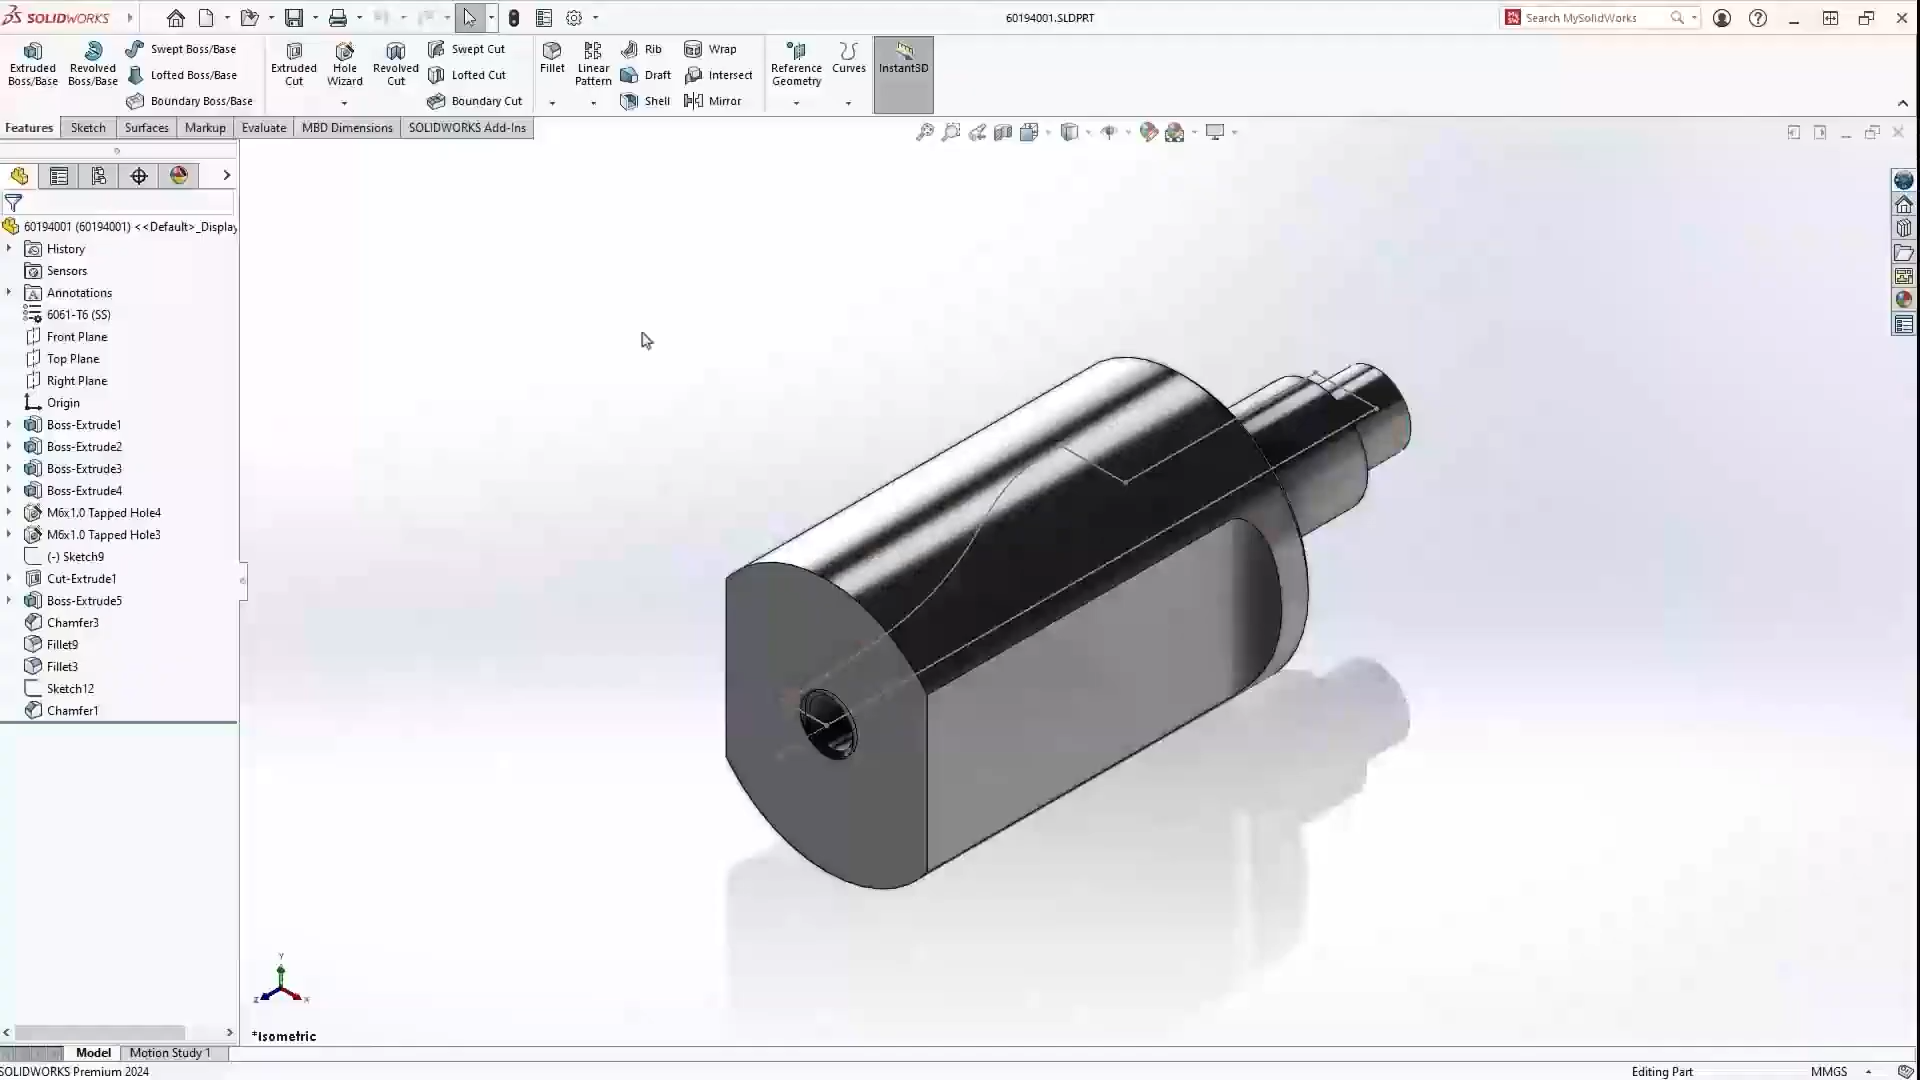 SOLIDWORKS
60194001.SLDPRT
Search MySolidWorks
Extruded Boss/Base
Revolved Boss/Base
Swept Boss/Base
Lofted Boss/Base
Boundary Boss/Base
Extruded Cut
Hole Wizard
Revolved Cut
Swept Cut
Lofted Cut
Boundary Cut
Fillet
Linear Pattern
Rib
Draft
Shell
Wrap
Intersect
Mirror
Reference Geometry
Curves
Instant3D
Features
Sketch
Surfaces
Markup
Evaluate
MBD Dimensions
SOLIDWORKS Add-Ins
60194001 (60194001) <<Default>_Display
History
Sensors
Annotations
6061-T6 (SS)
Front Plane
Top Plane
Right Plane
Origin
Boss-Extrude1
Boss-Extrude2
Boss-Extrude3
Boss-Extrude4
M6x1.0 Tapped Hole4
M6x1.0 Tapped Hole3
(-) Sketch9
Cut-Extrude1
Boss-Extrude5
Chamfer3
Fillet9
Fillet3
Sketch12
Chamfer1
Y
Z
X
*Isometric
Model
Motion Study 1
SOLIDWORKS Premium 2024
Editing Part
MMGS